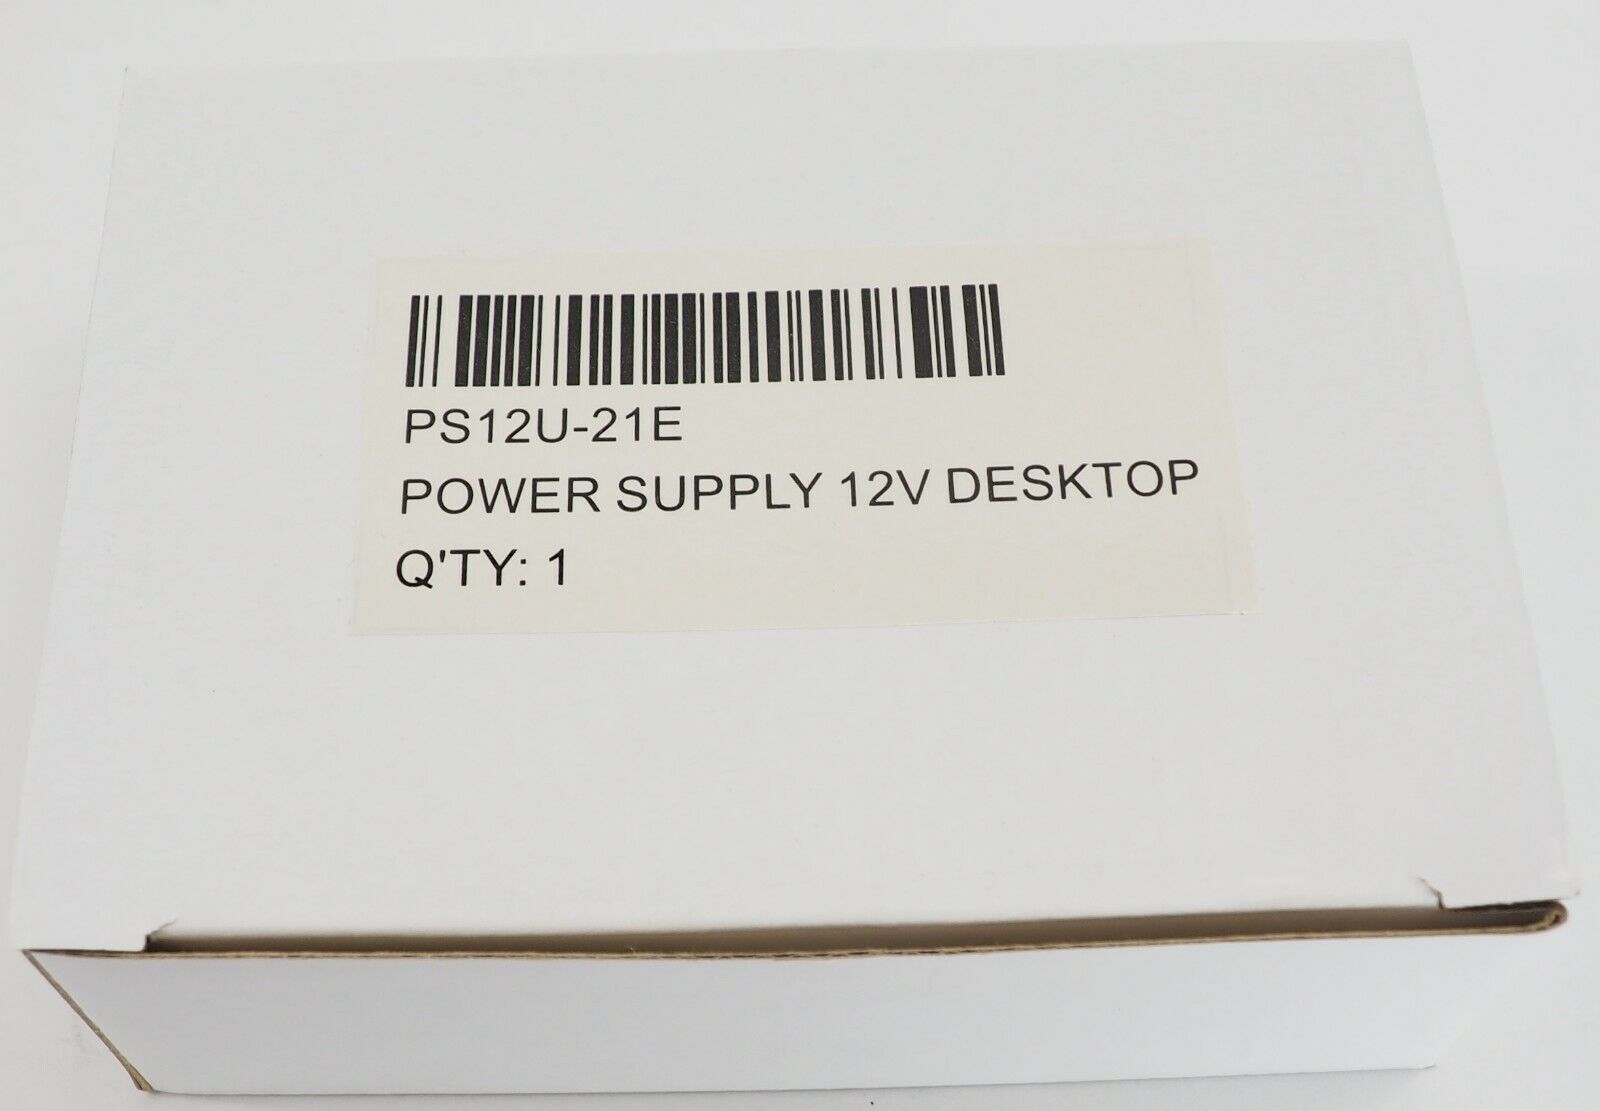 PS12U-21E
POWER SUPPLY 12V DESKTOP
Q'TY: 1